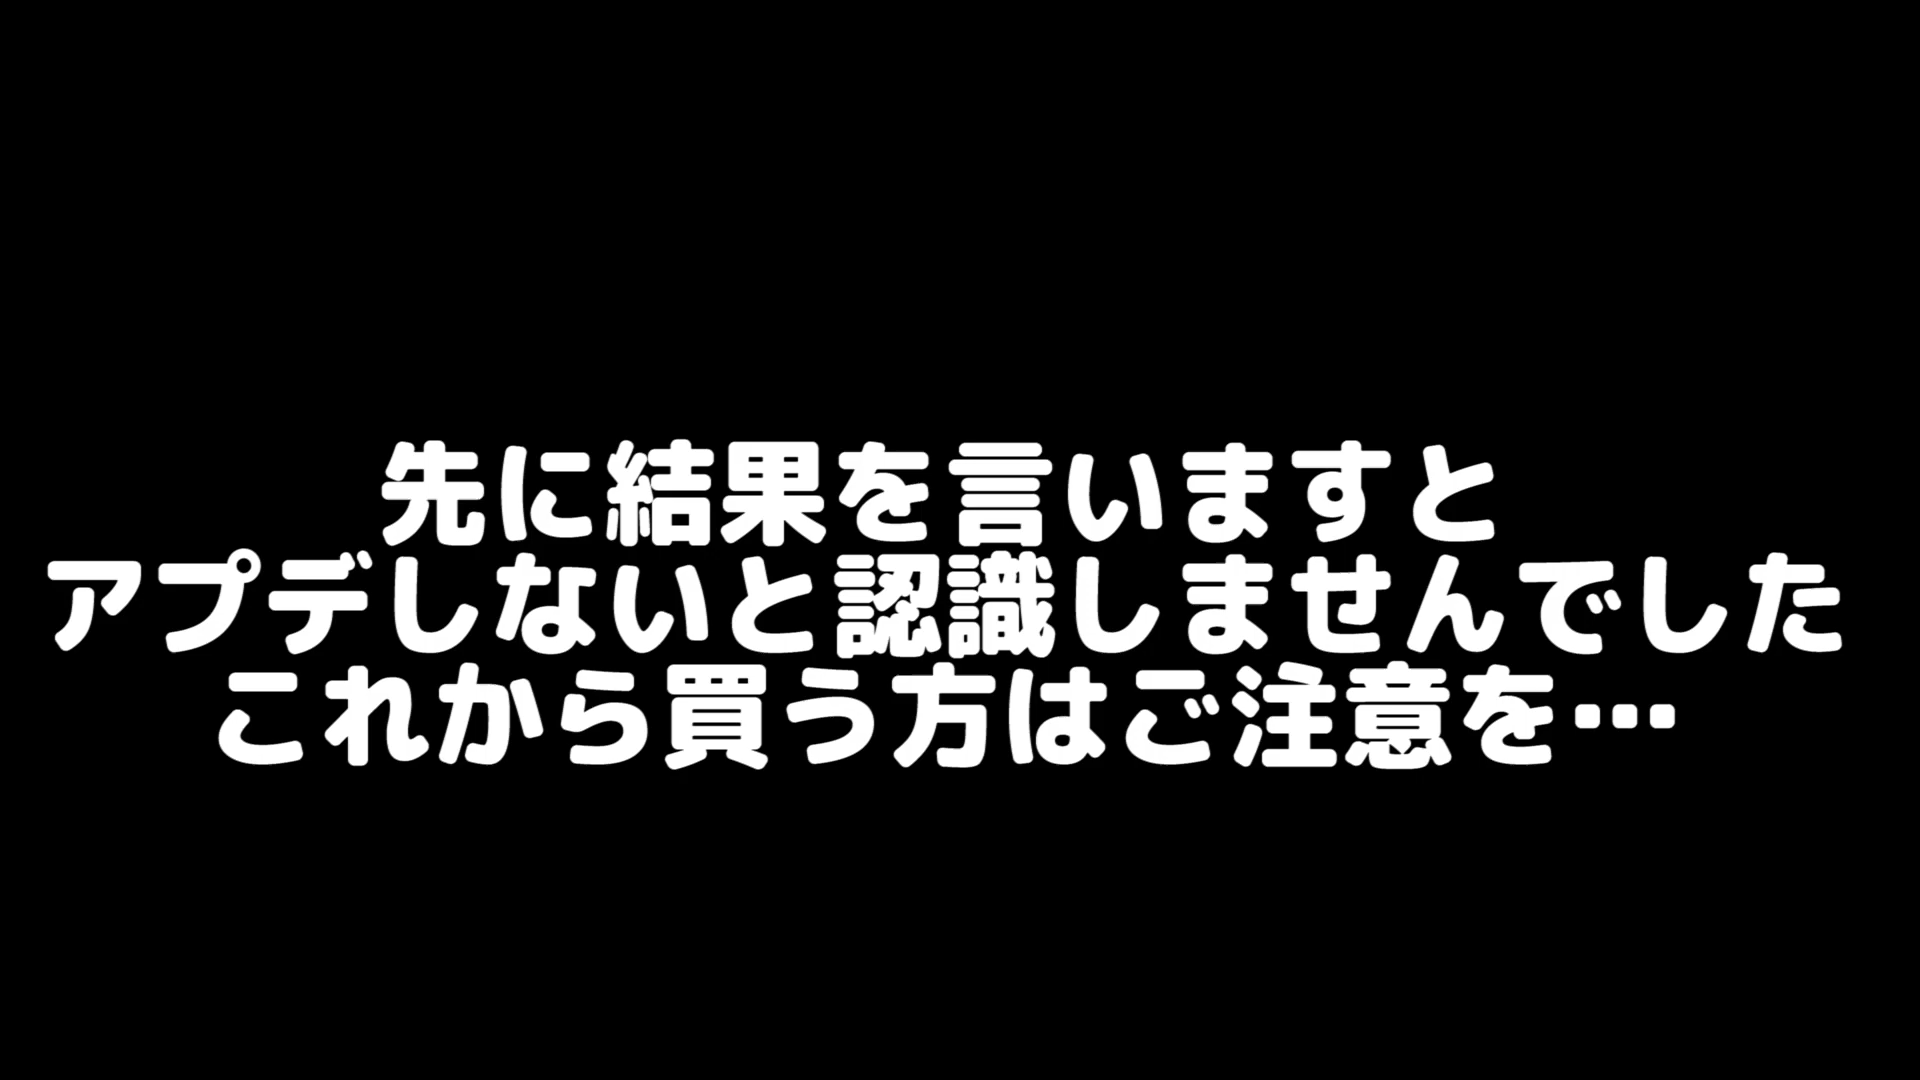 先に結果を言いますと
アプデしないと認識しませんでした
これから買う方はご注意を…